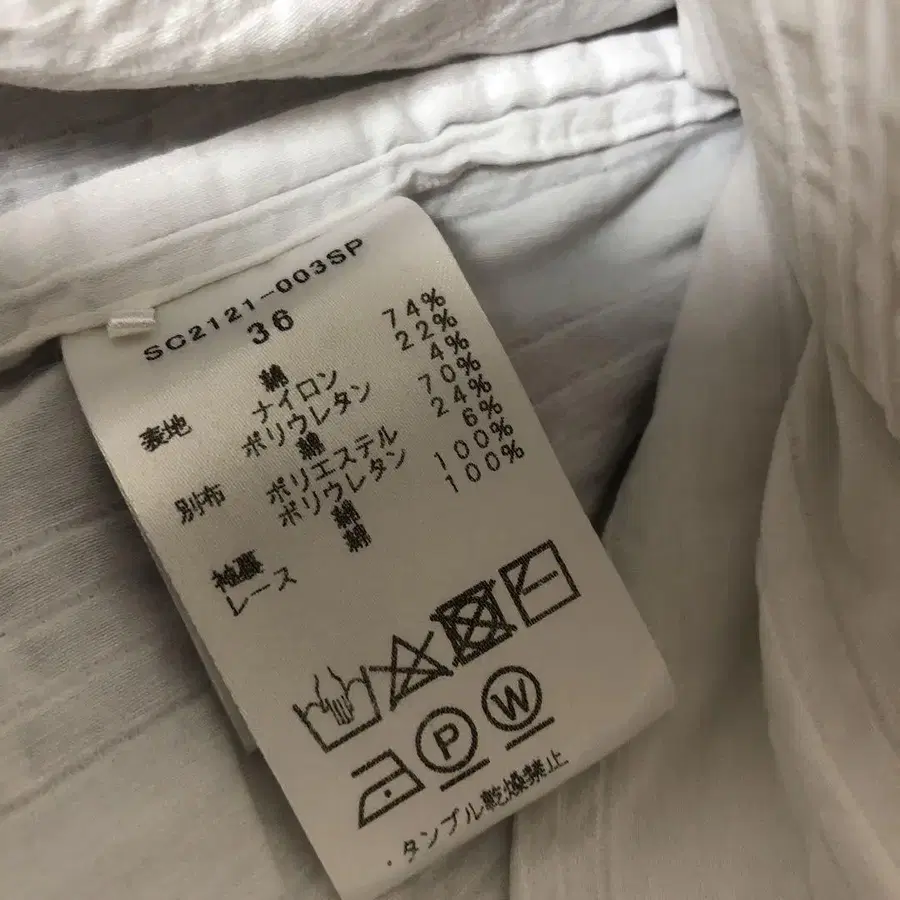 SC2121-003SP
36
表地 綿 74%
ナイロン 22%
ポリウレタン 4%
別布 綿 70%
ポリエステル 24%
ポリウレタン 6%
袖裏 綿 100%
レース 綿 100%
P W
.タンブル乾燥禁止